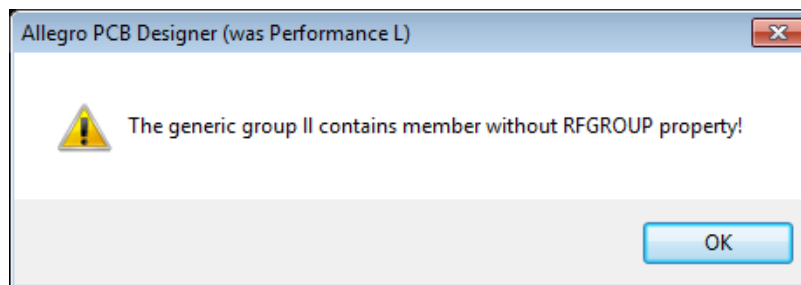 Allegro PCB Designer (was Performance L)
The generic group II contains member without RFGROUP property!
OK